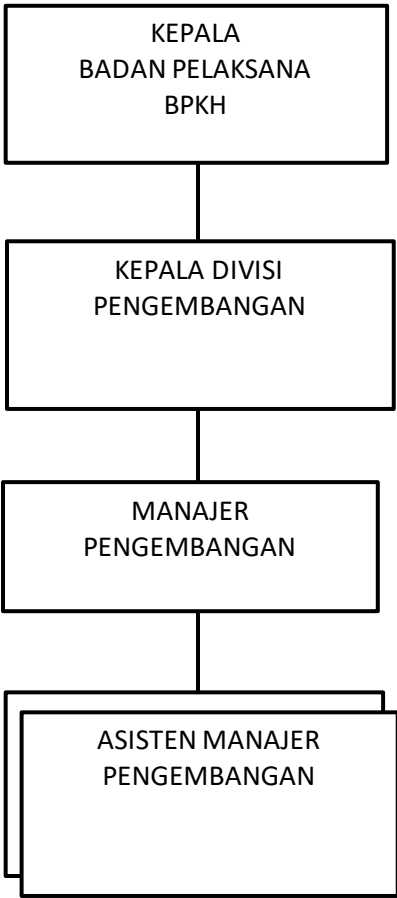 KEPALA
BADAN PELAKSANA
BPKH
KEPALA DIVISI
PENGEMBANGAN
MANAJER
PENGEMBANGAN
ASISTEN MANAJER
PENGEMBANGAN